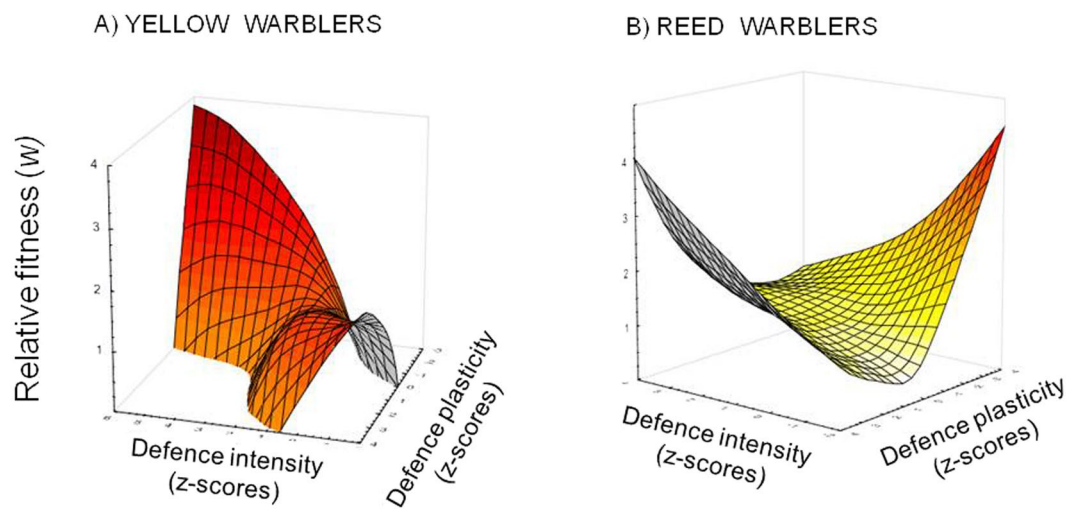 A) YELLOW WARBLERS
B) REED WARBLERS
Relative fitness (w)
4
3
2
1
Defence intensity
(z-scores)
Defence plasticity
(z-scores)
4
3
2
1
Defence intensity
(z-scores)
Defence plasticity
(z-scores)